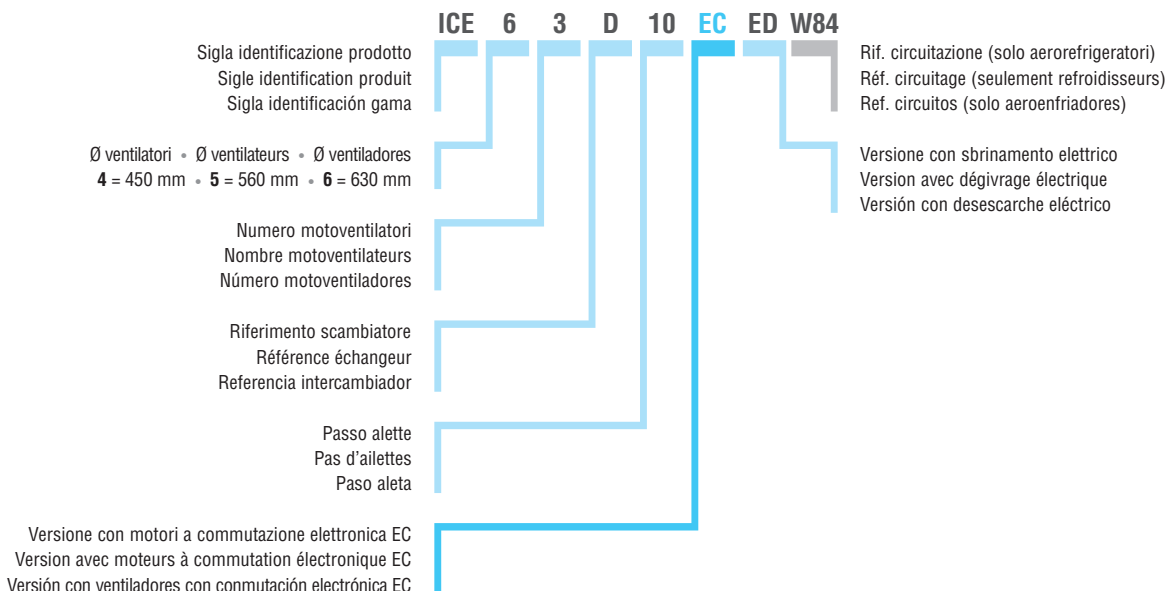 ICE 6 3 D 10 EC ED W84
Sigla identificazione prodotto
Sigle identification produit
Sigla identificación gama
Rif. circuitazione (solo aerorefrigeratori)
Réf. circuitage (seulement refroidisseurs)
Ref. circuitos (solo aeroenfriadores)
Ø ventilatori • Ø ventilateurs • Ø ventiladores
4 = 450 mm • 5 = 560 mm • 6 = 630 mm
Versione con sbrinamento elettrico
Version avec dégivrage électrique
Versión con desescarche eléctrico
Numero motoventilatori
Nombre motoventilateurs
Número motoventiladores
Riferimento scambiatore
Référence échangeur
Referencia intercambiador
Passo alette
Pas d'ailettes
Paso aleta
Versione con motori a commutazione elettronica EC
Version avec moteurs à commutation électronique EC
Versión con ventiladores con conmutación electrónica EC